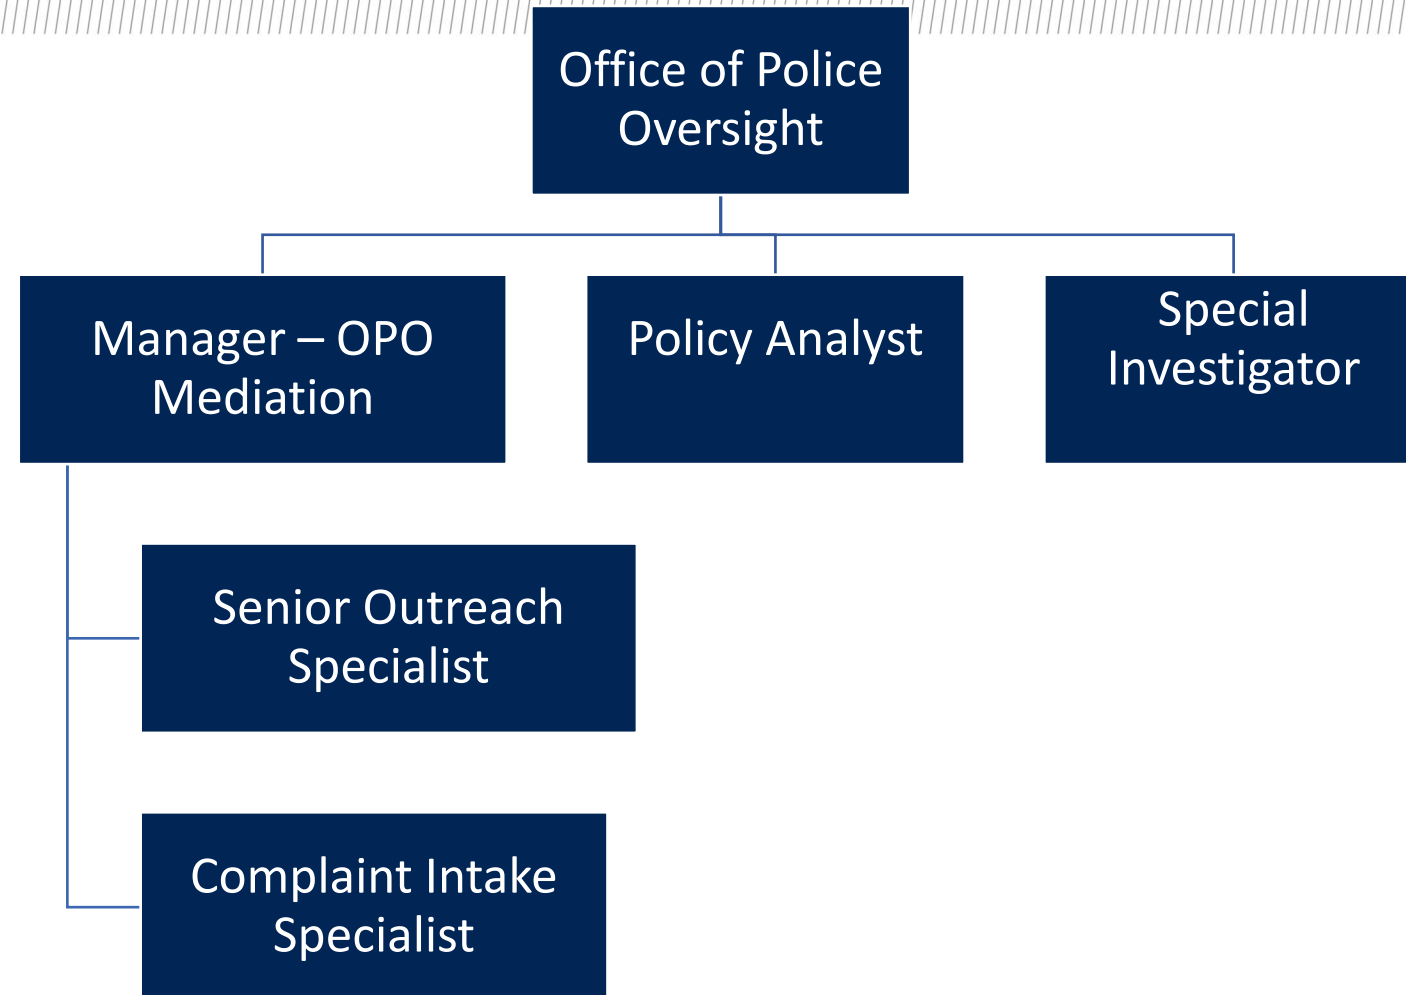 Office of Police
Oversight
Manager – OPO
Mediation
Policy Analyst
Special
Investigator
Senior Outreach
Specialist
Complaint Intake
Specialist